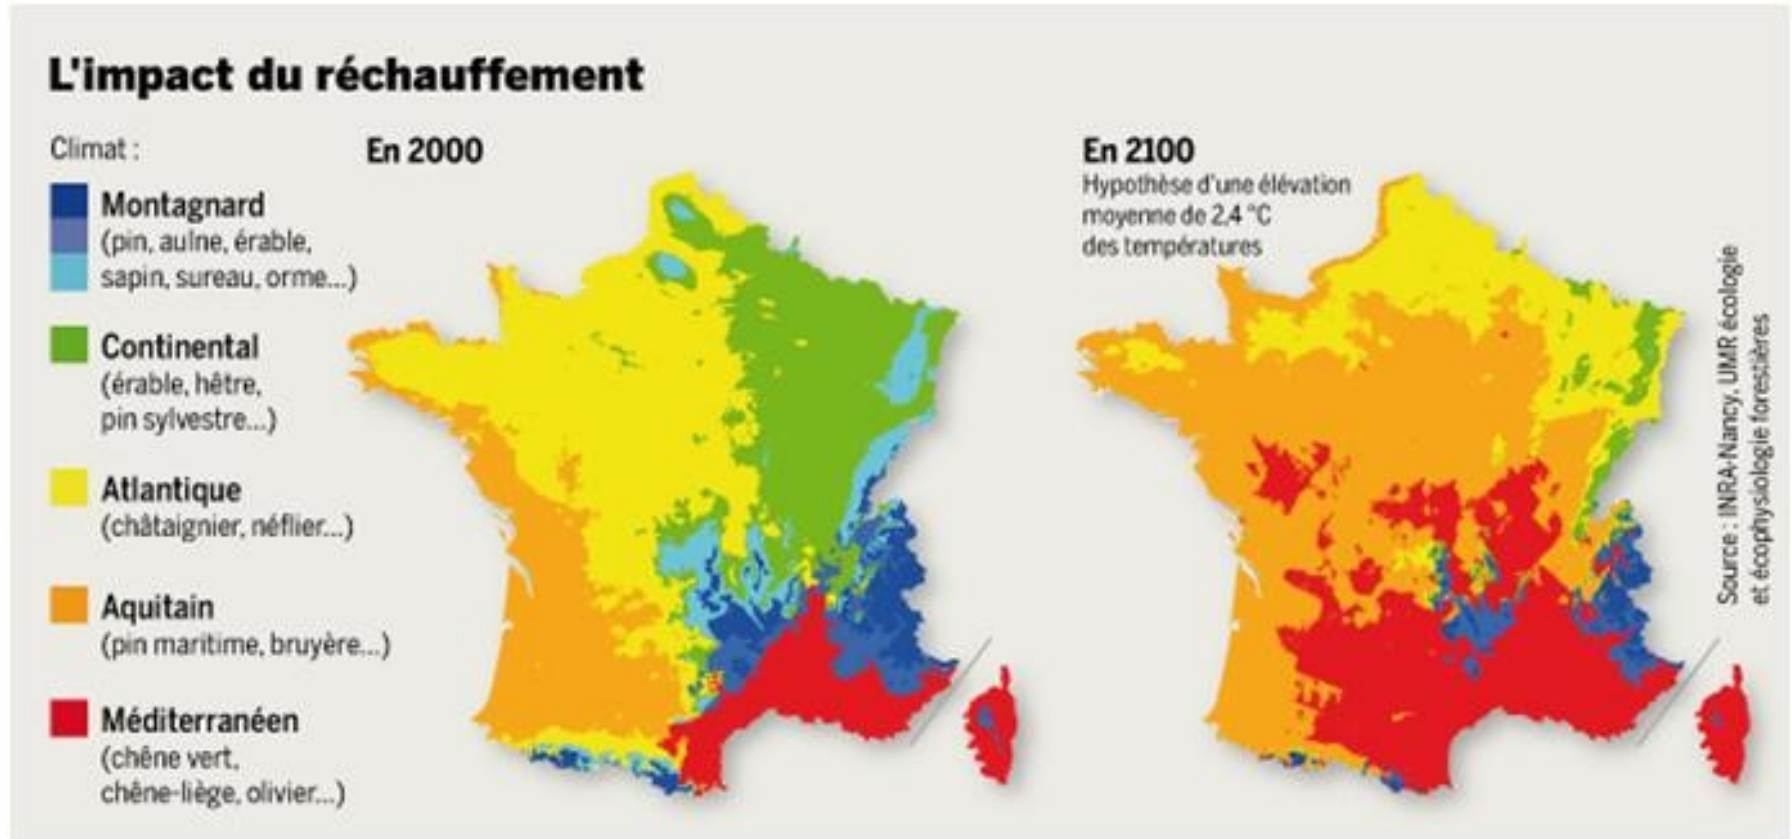 L'impact du réchauffement
Climat :
Montagnard
(pin, aulne, érable,
sapin, sureau, orme...)
Continental
(érable, hêtre,
pin sylvestre...)
Atlantique
(châtaignier, néflier...)
Aquitain
(pin maritime, bruyère...)
Méditerranéen
(chêne vert,
chêne-liège, olivier...)
En 2000
En 2100
Hypothèse d'une élévation
moyenne de 2,4 °C
des températures
Source : INRA-Nancy, UMR écologie
et écophysiologie forestières